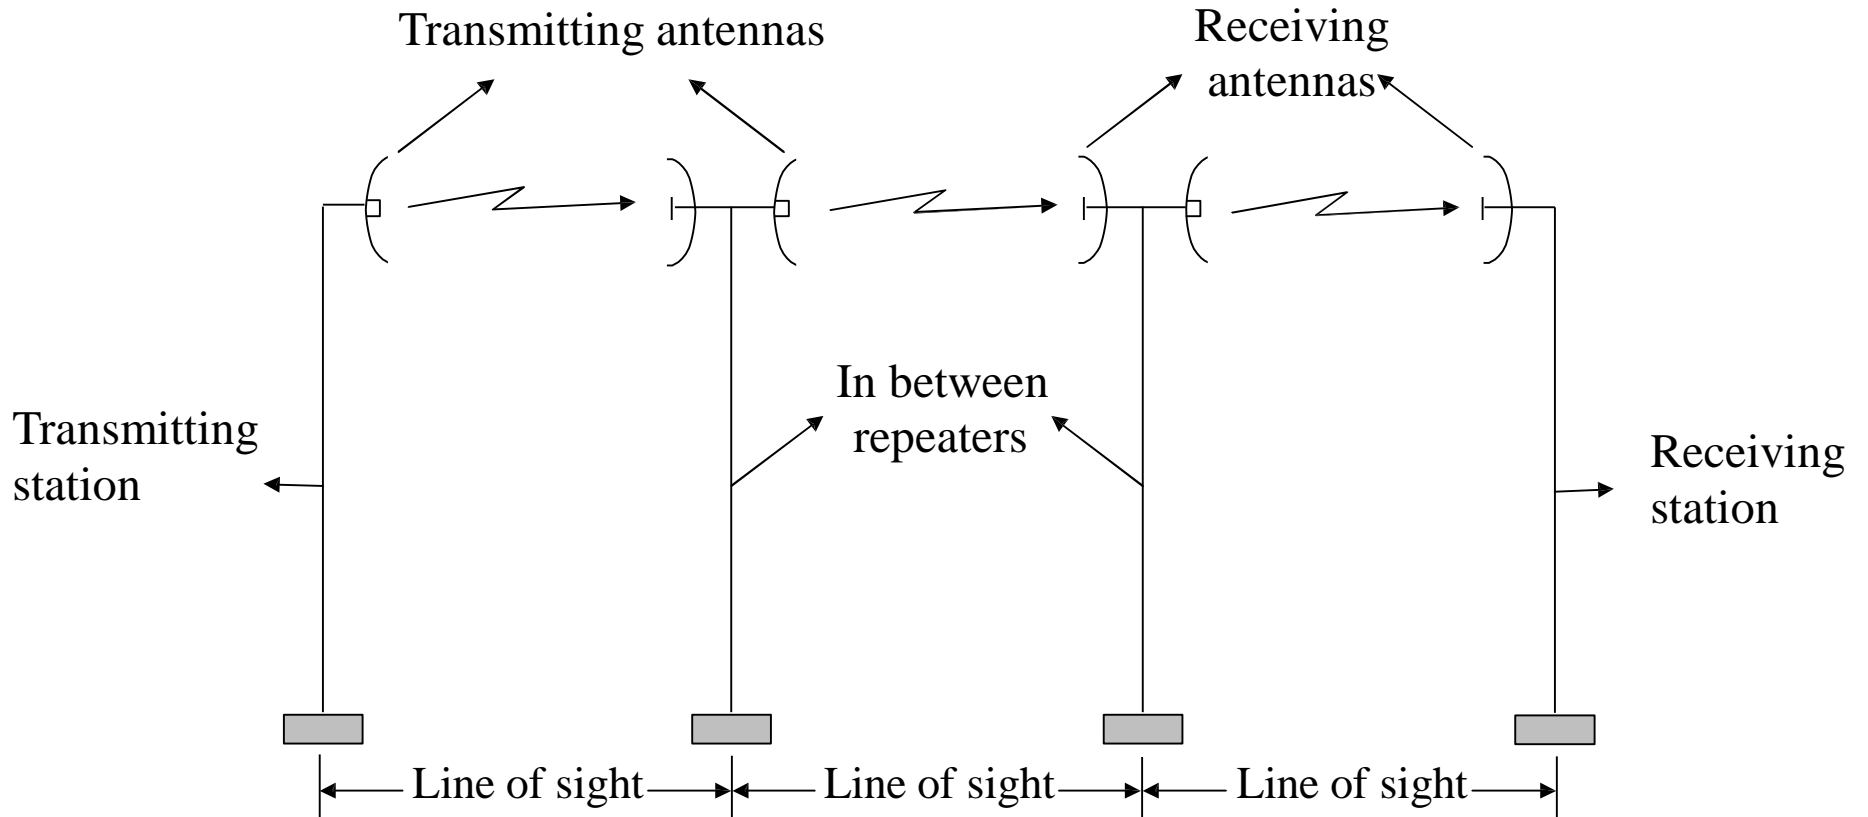 Transmitting antennas
Receiving
antennas
In between
repeaters
Transmitting
station
Receiving
station
Line of sight
Line of sight
Line of sight